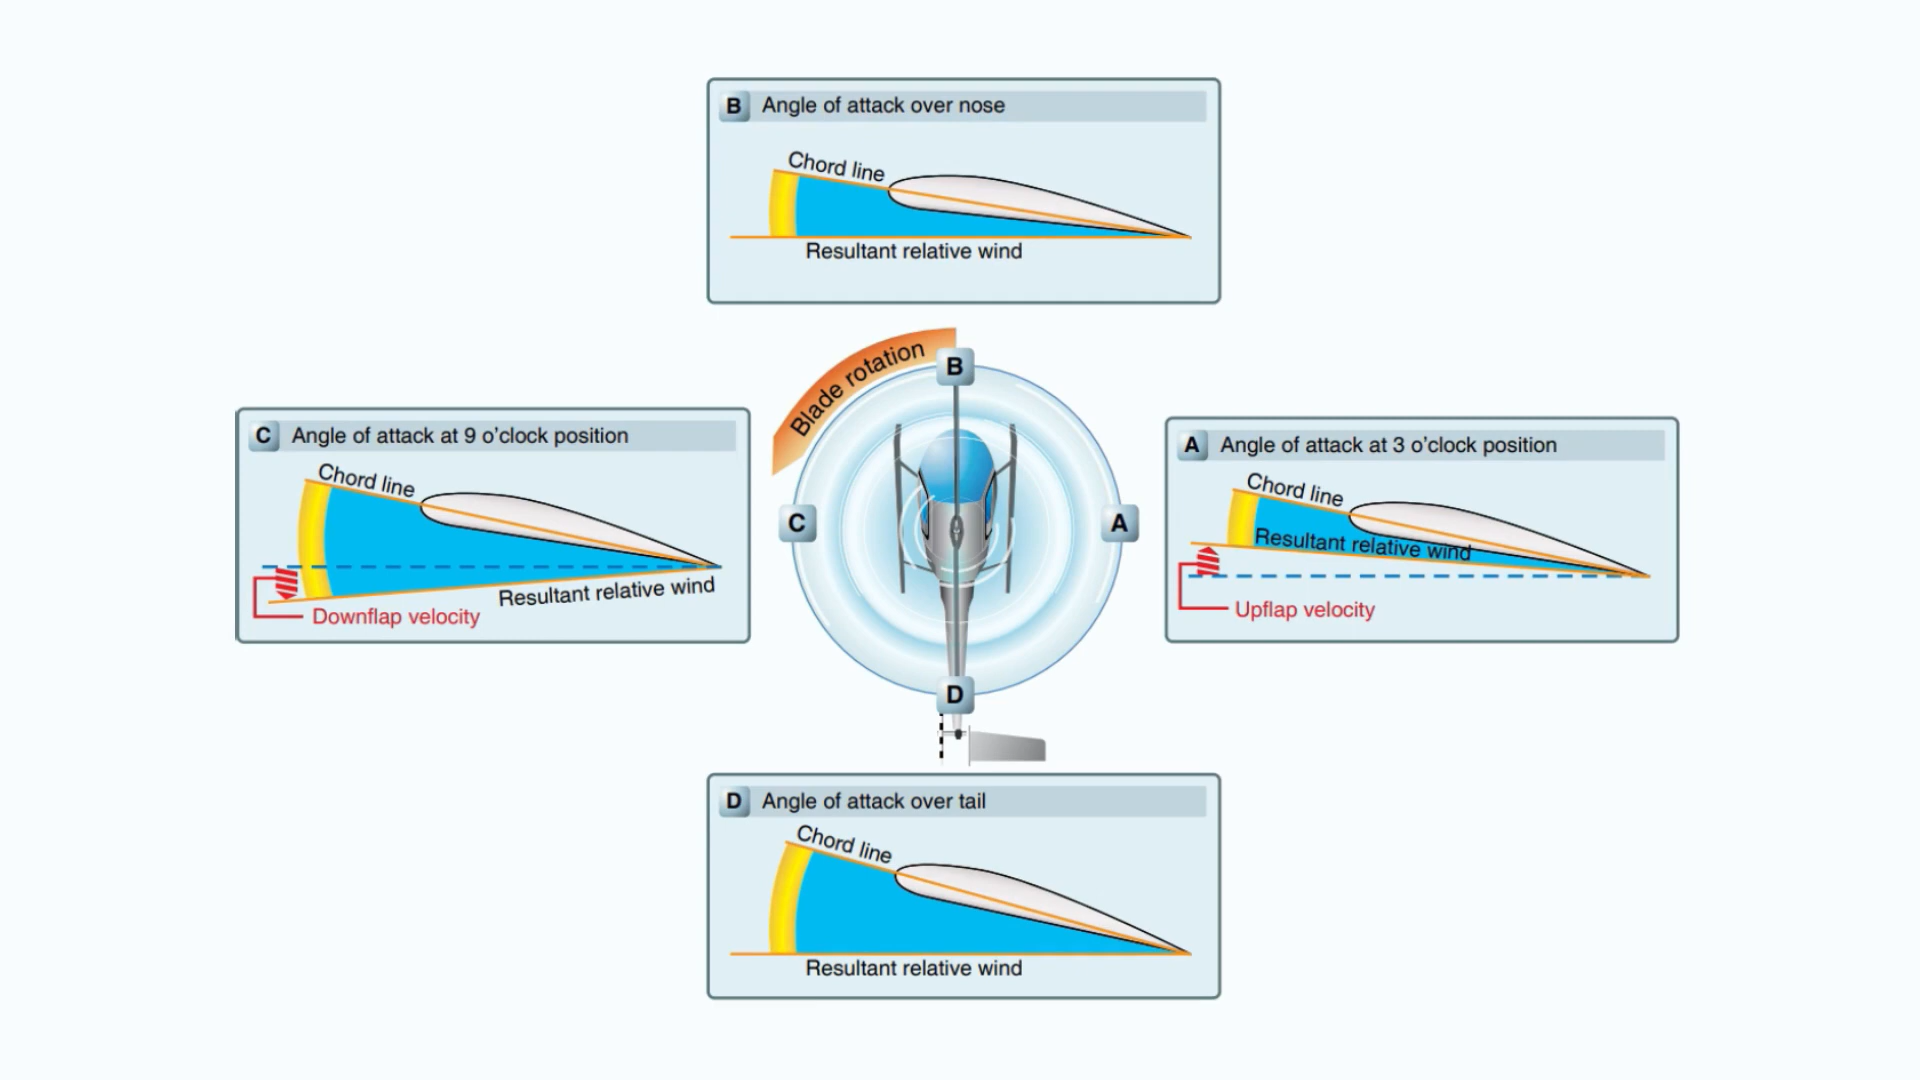 B Angle of attack over nose
Chord line
Resultant relative wind
Blade rotation
B
C Angle of attack at 9 o’clock position
Chord line
Resultant relative wind
Downflap velocity
C
A
A Angle of attack at 3 o’clock position
Chord line
Resultant relative wind
Upflap velocity
D
D Angle of attack over tail
Chord line
Resultant relative wind